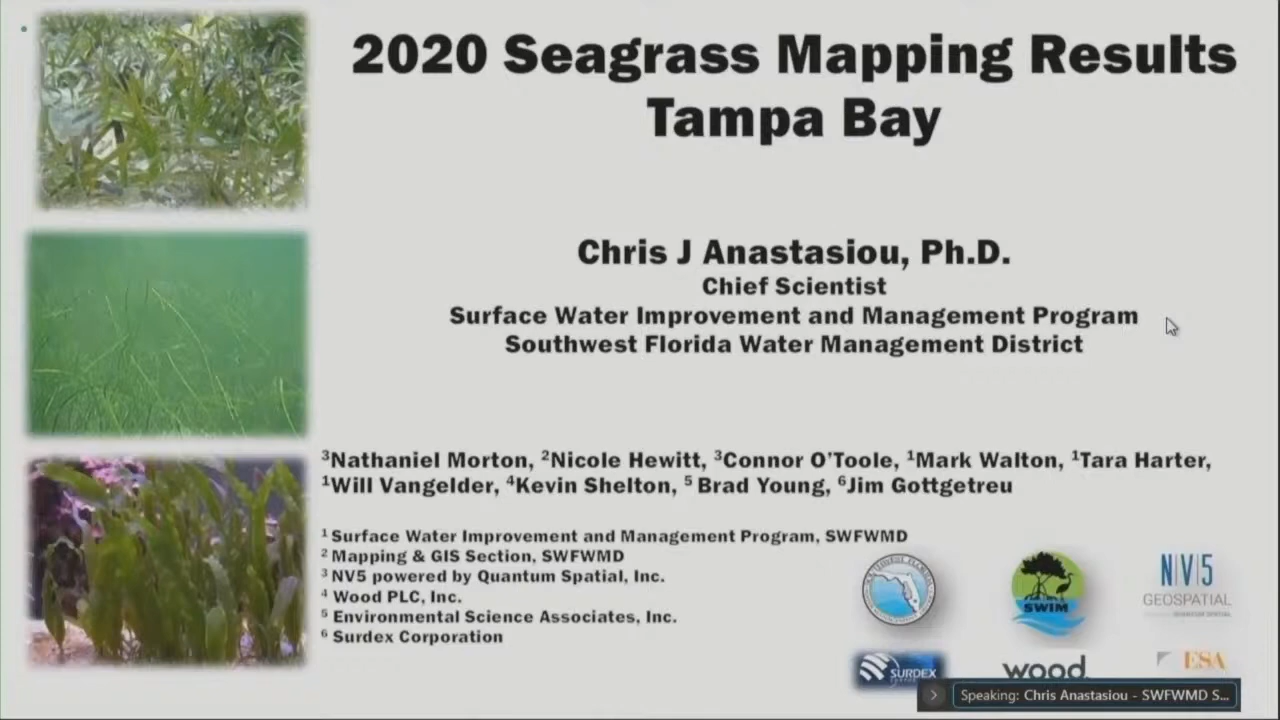 2020 Seagrass Mapping Results
Tampa Bay
Chris J Anastasiou, Ph.D.
Chief Scientist
Surface Water Improvement and Management Program
Southwest Florida Water Management District
³Nathaniel Morton, ²Nicole Hewitt, ³Connor O'Toole, ¹Mark Walton, ¹Tara Harter,
¹Will Vangelder, ⁴Kevin Shelton, ⁵ Brad Young, ⁶Jim Gottgetreu
¹ Surface Water Improvement and Management Program, SWFWMD
² Mapping & GIS Section, SWFWMD
³ NV5 powered by Quantum Spatial, Inc.
⁴ Wood PLC, Inc.
⁵ Environmental Science Associates, Inc.
⁶ Surdex Corporation
SWIM
N|V|5
GEOSPATIAL
SURDEX
wood.
ESA
Speaking: Chris Anastasiou - SWFWMD S...